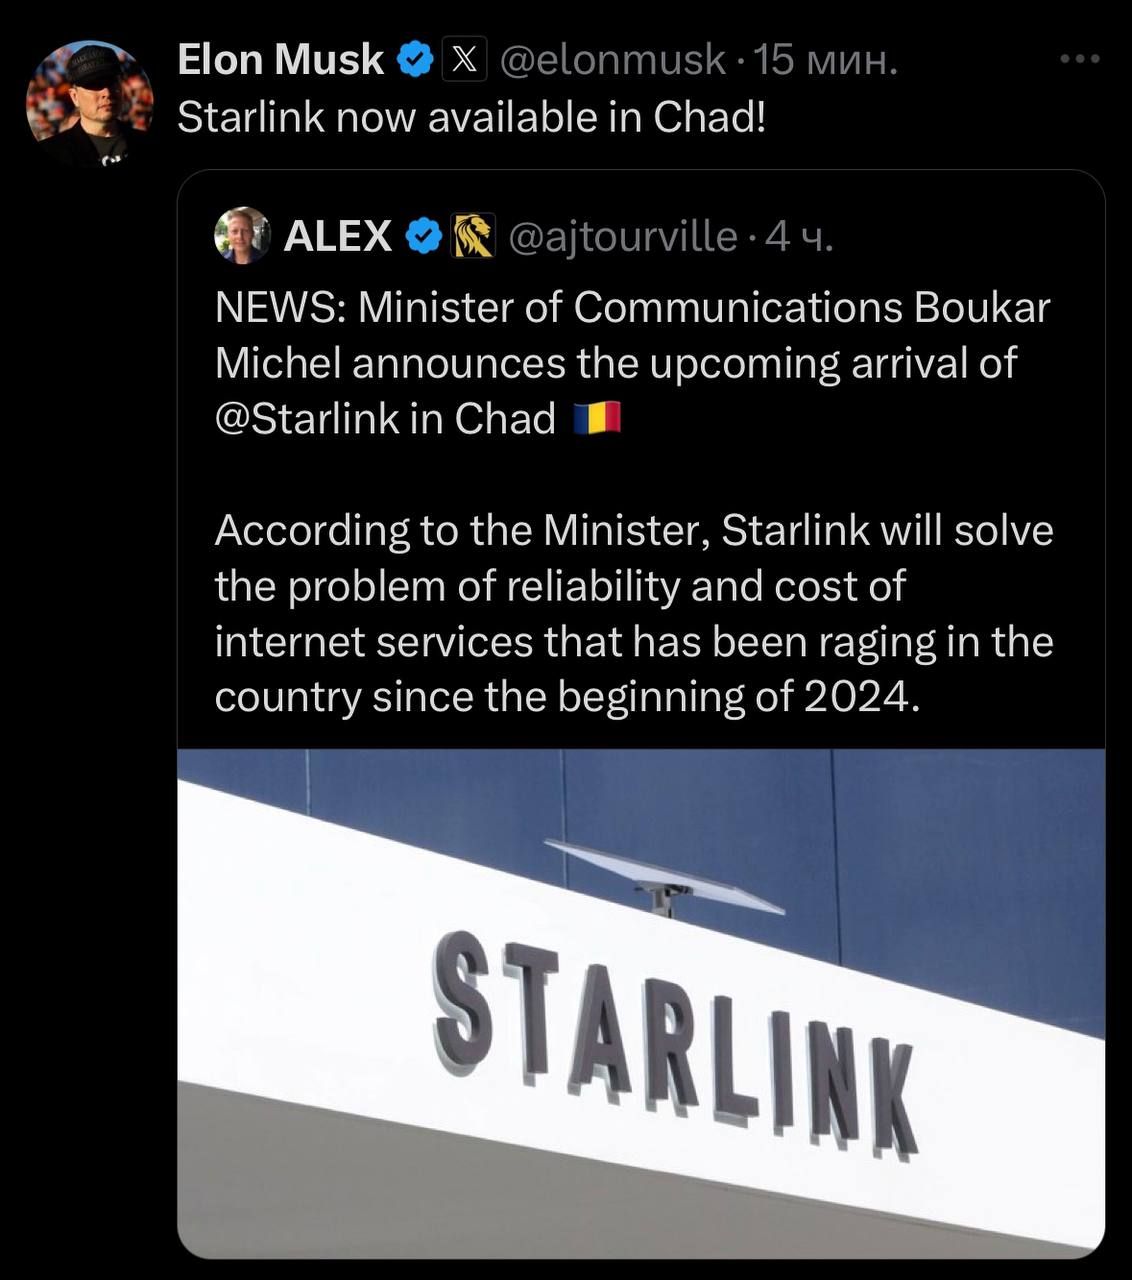 Elon Musk @elonmusk · 15 мин.
Starlink now available in Chad!
ALEX @ajtourville · 4 ч.
NEWS: Minister of Communications Boukar
Michel announces the upcoming arrival of
@Starlink in Chad 🇹🇩
According to the Minister, Starlink will solve
the problem of reliability and cost of
internet services that has been raging in the
country since the beginning of 2024.
STARLINK